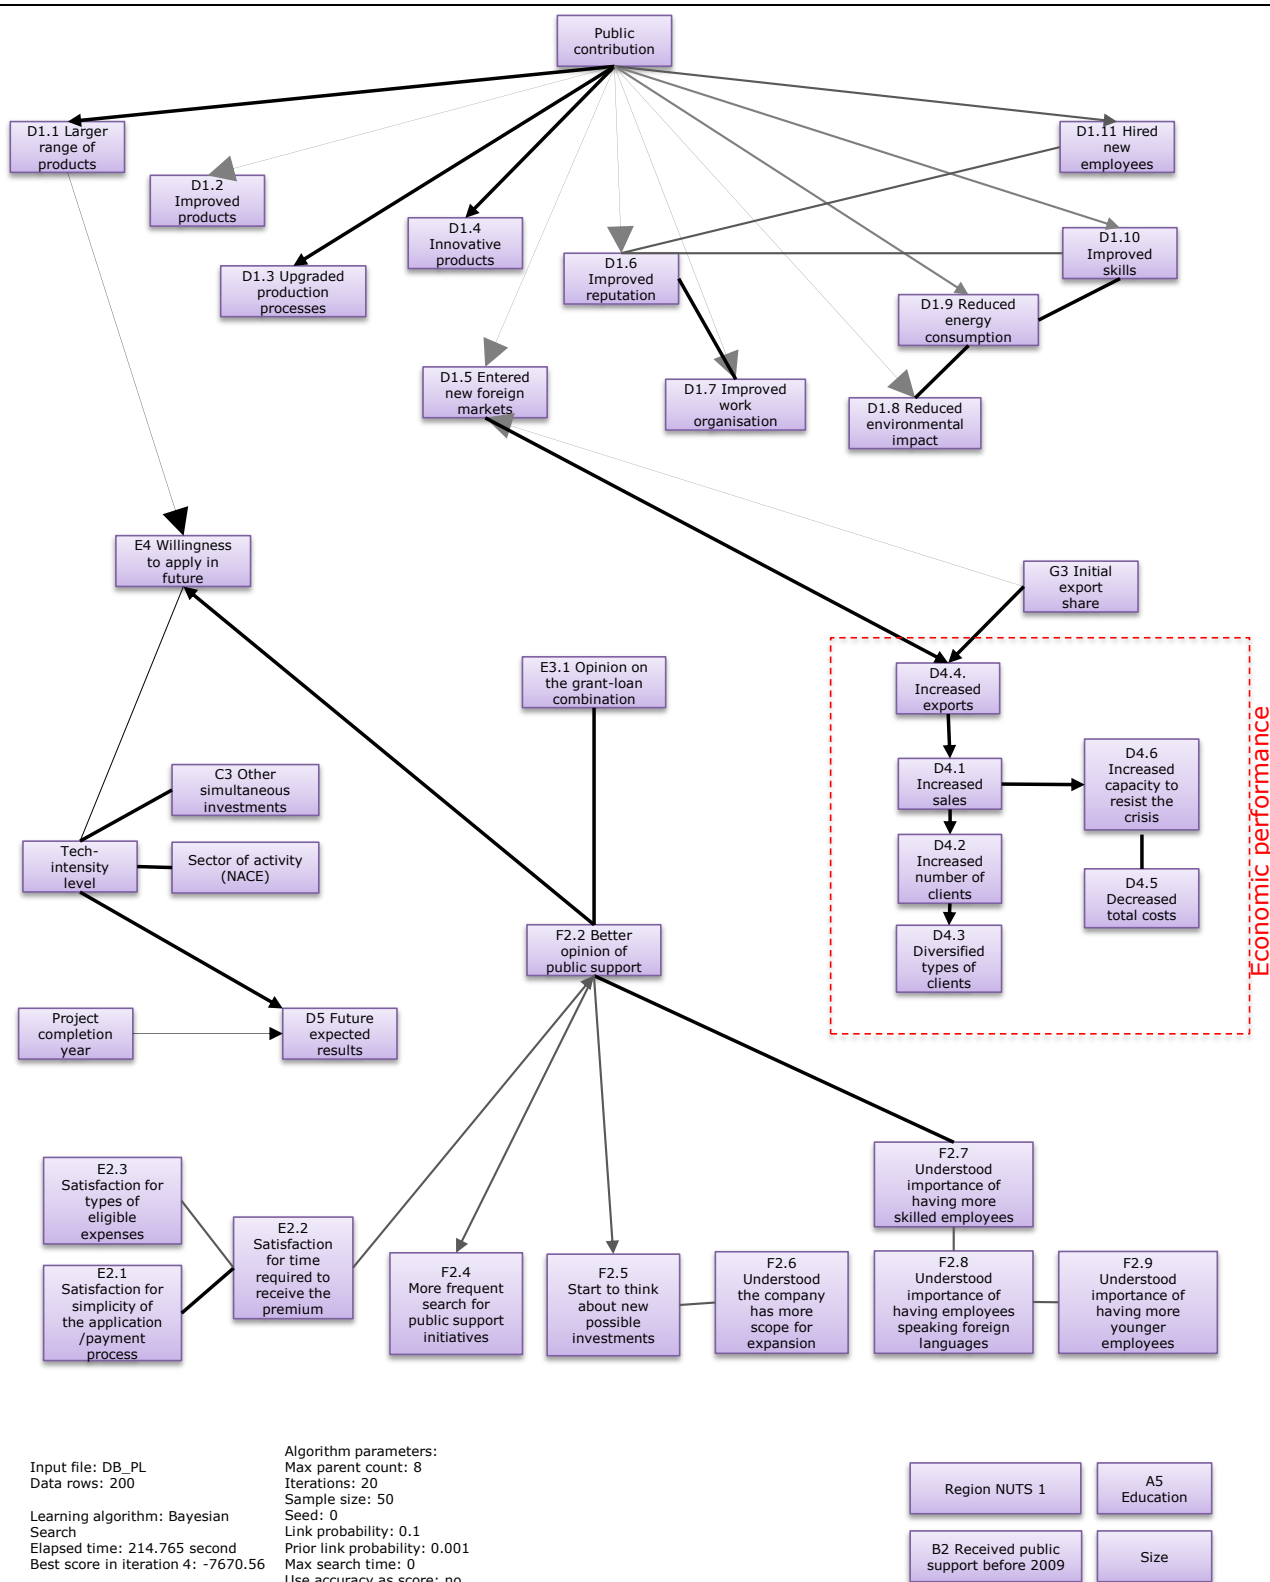 Public
contribution
D1.1 Larger
range of
products
D1.11 Hired
new
employees
D1.2
Improved
products
D1.4
Innovative
products
D1.10
Improved
skills
D1.3 Upgraded
production
processes
D1.6
Improved
reputation
D1.9 Reduced
energy
consumption
D1.5 Entered
new foreign
markets
D1.7 Improved
work
organisation
D1.8 Reduced
environmental
impact
E4 Willingness
to apply in
future
G3 Initial
export
share
E3.1 Opinion on
the grant-loan
combination
D4.4.
Increased
exports
Economic performance
D4.1
Increased
sales
D4.6
Increased
capacity to
resist the
crisis
C3 Other
simultaneous
investments
Tech-
intensity
level
Sector of activity
(NACE)
D4.2
Increased
number of
clients
D4.5
Decreased
total costs
F2.2 Better
opinion of
public support
D4.3
Diversified
types of
clients
Project
completion
year
D5 Future
expected
results
E2.3
Satisfaction for
types of
eligible
expenses
E2.2
Satisfaction
for time
required to
receive the
premium
E2.1
Satisfaction for
simplicity of
the application
/payment
process
F2.4
More frequent
search for
public support
initiatives
F2.5
Start to think
about new
possible
investments
F2.6
Understood
the company
has more
scope for
expansion
F2.7
Understood
importance of
having more
skilled employees
F2.8
Understood
importance of
having employees
speaking foreign
languages
F2.9
Understood
importance of
having more
younger
employees
Input file: DB_PL
Data rows: 200
Learning algorithm: Bayesian
Search
Elapsed time: 214.765 second
Best score in iteration 4: -7670.56
Algorithm parameters:
Max parent count: 8
Iterations: 20
Sample size: 50
Seed: 0
Link probability: 0.1
Prior link probability: 0.001
Max search time: 0
Use accuracy as score: no
Region NUTS 1
A5
Education
B2 Received public
support before 2009
Size